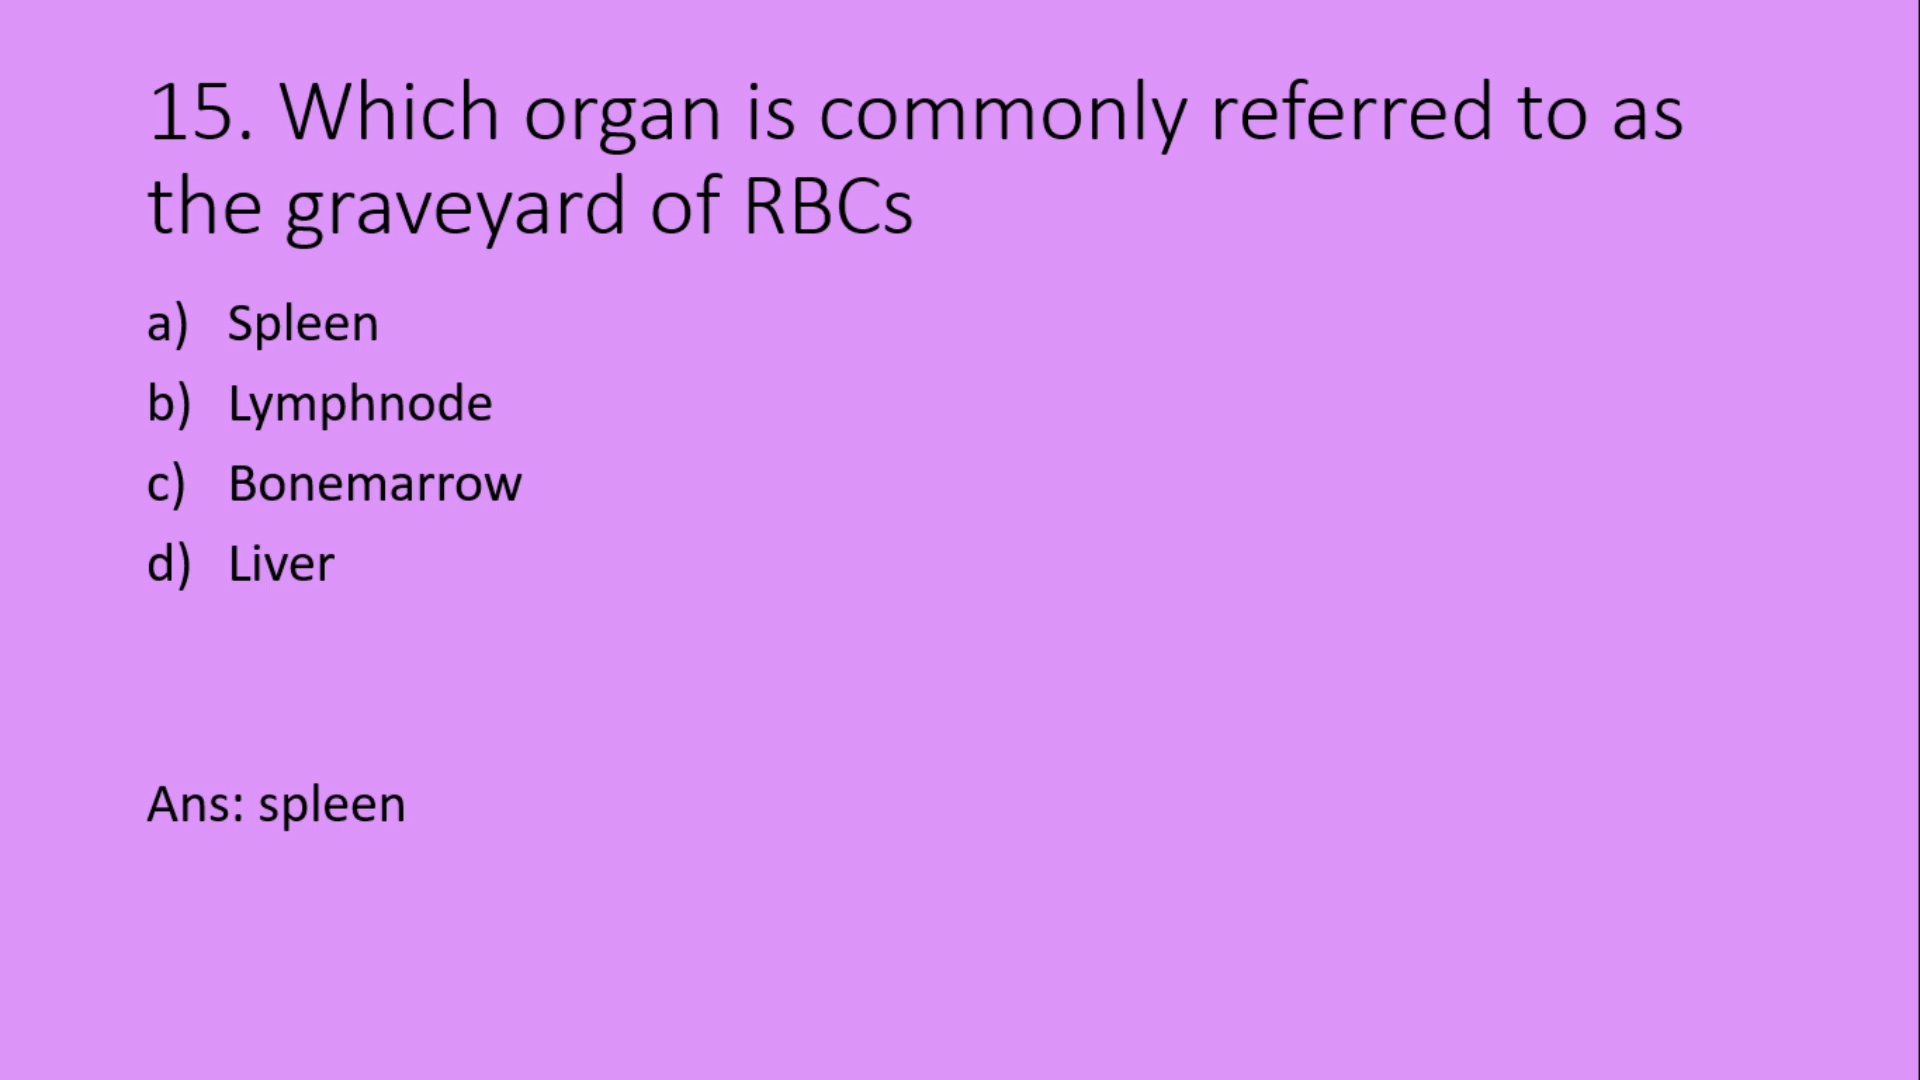 15. Which organ is commonly referred to as
the graveyard of RBCs
a) Spleen
b) Lymphnode
c) Bonemarrow
d) Liver
Ans: spleen